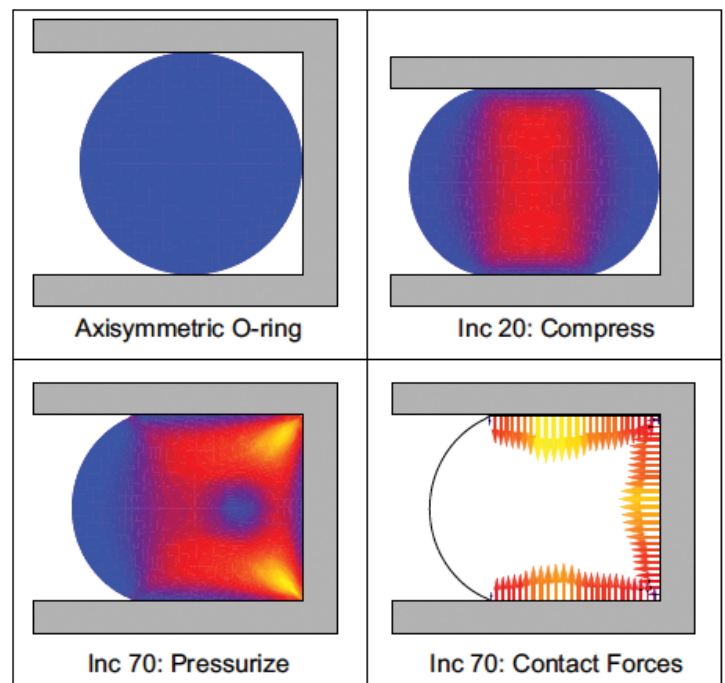 Axisymmetric O-ring
Inc 20: Compress
Inc 70: Pressurize
Inc 70: Contact Forces